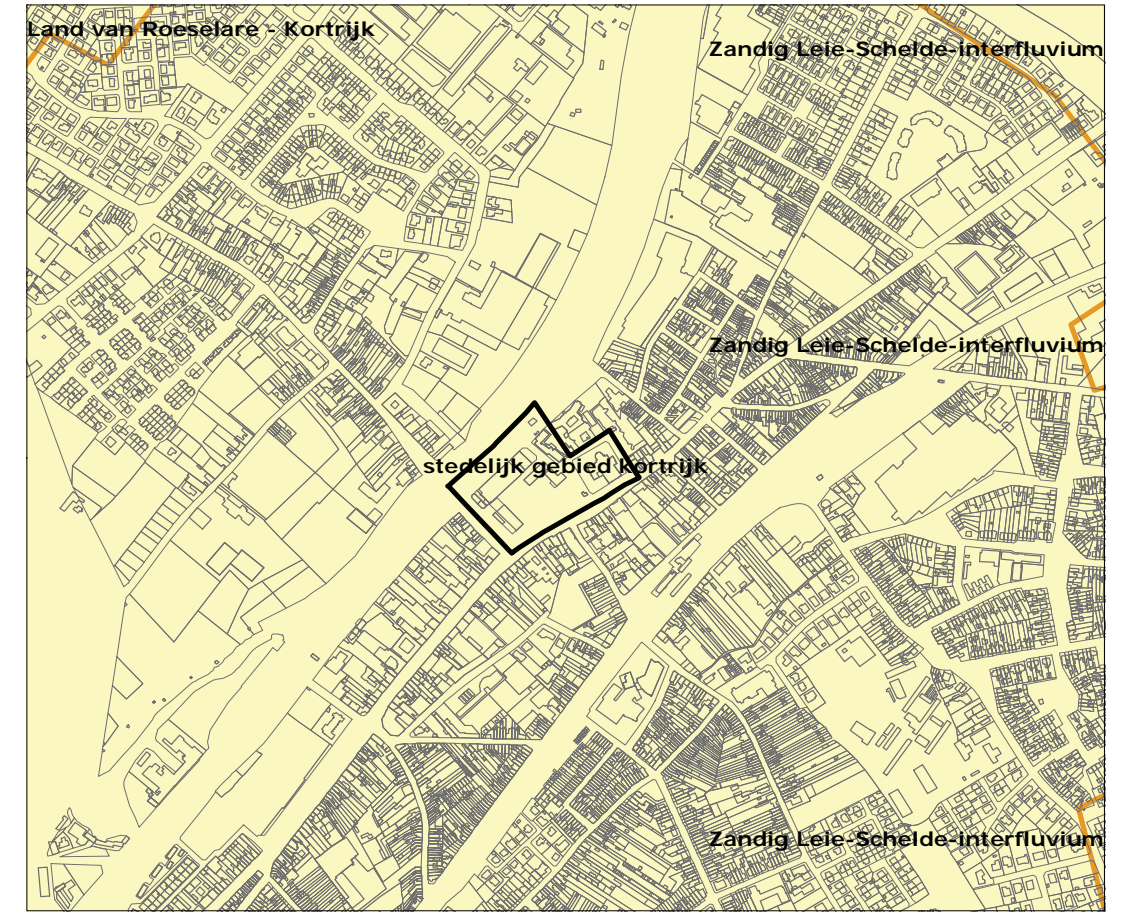 Land van Roeselare - Kortrijk
Zandig Leie-Schelde-interfluvium
Zandig Leie-Schelde-interfluvium
stedelijk gebied kortrijk
Zandig Leie-Schelde-interfluvium